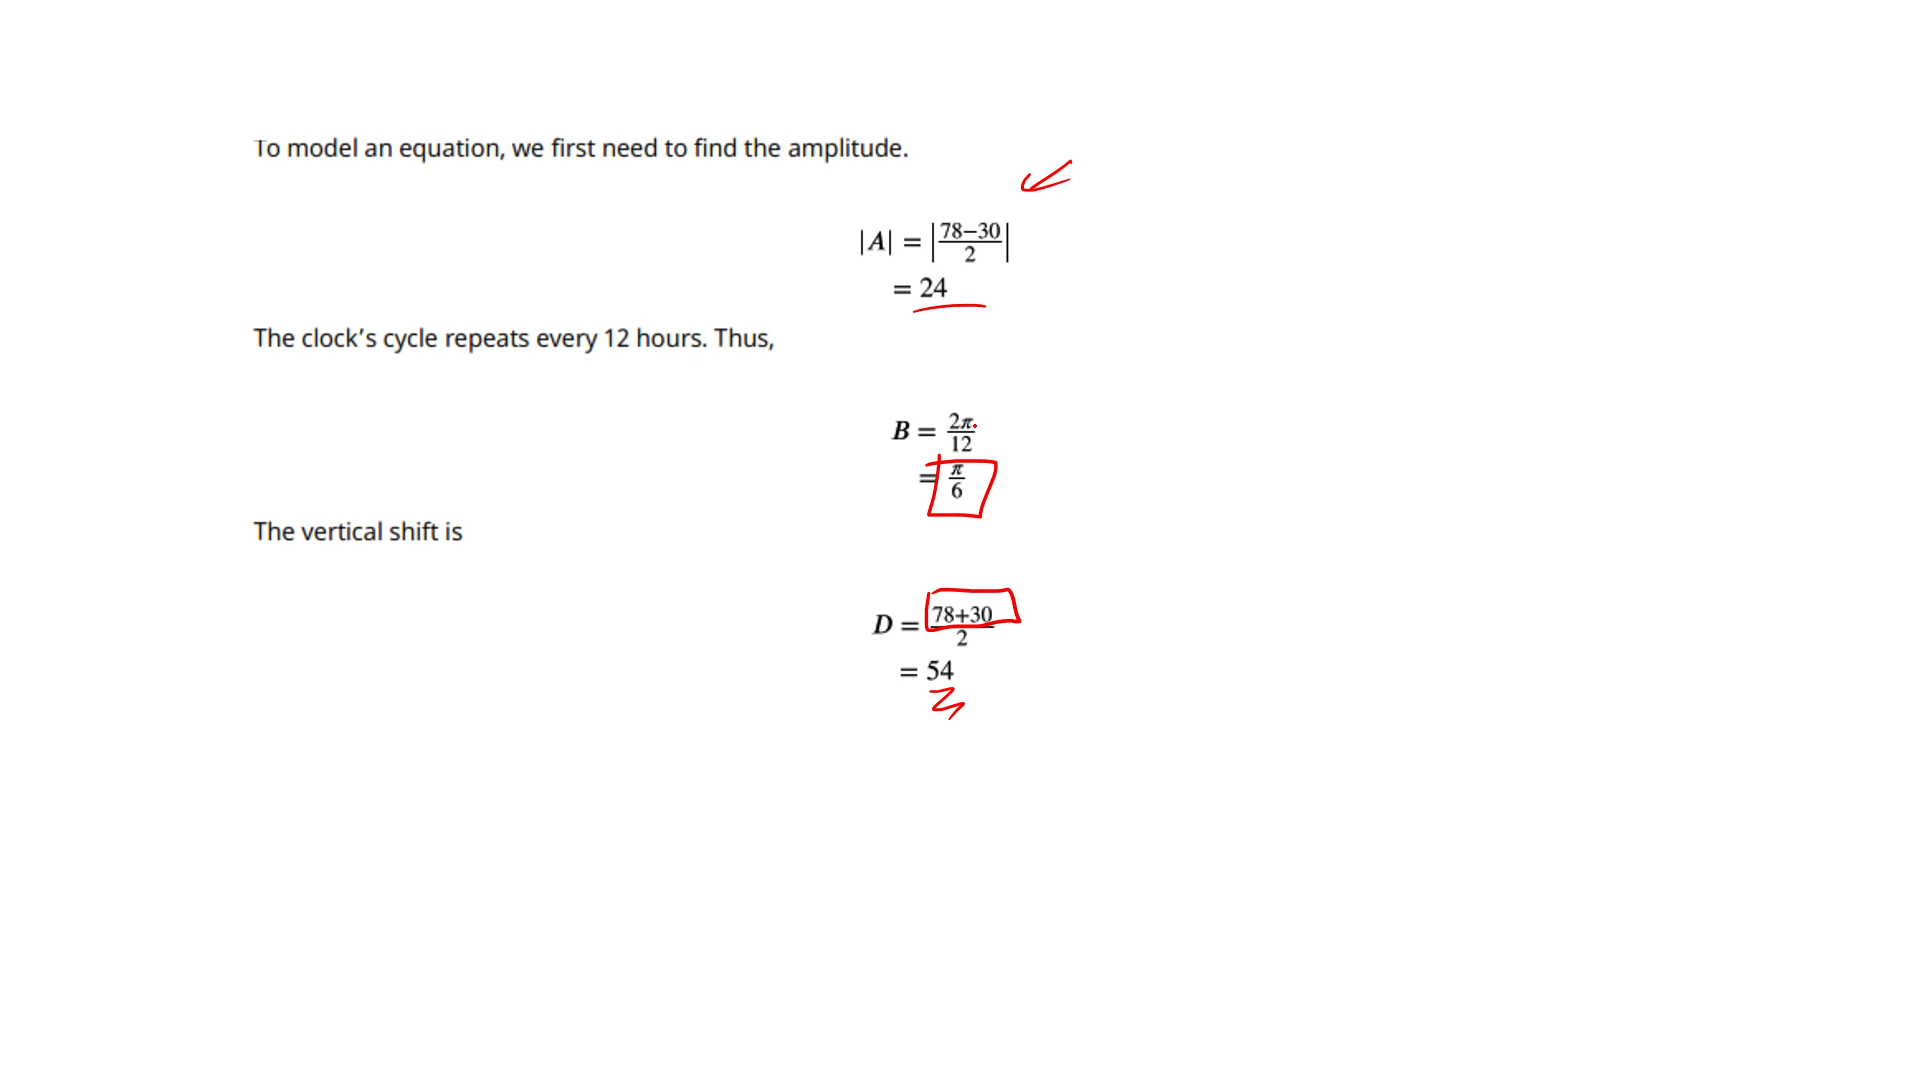 To model an equation, we first need to find the amplitude.
|A| = |78−30/2|
= 24
The clock’s cycle repeats every 12 hours. Thus,
B = 2π/12
= π/6
The vertical shift is
D = 78+30/2
= 54